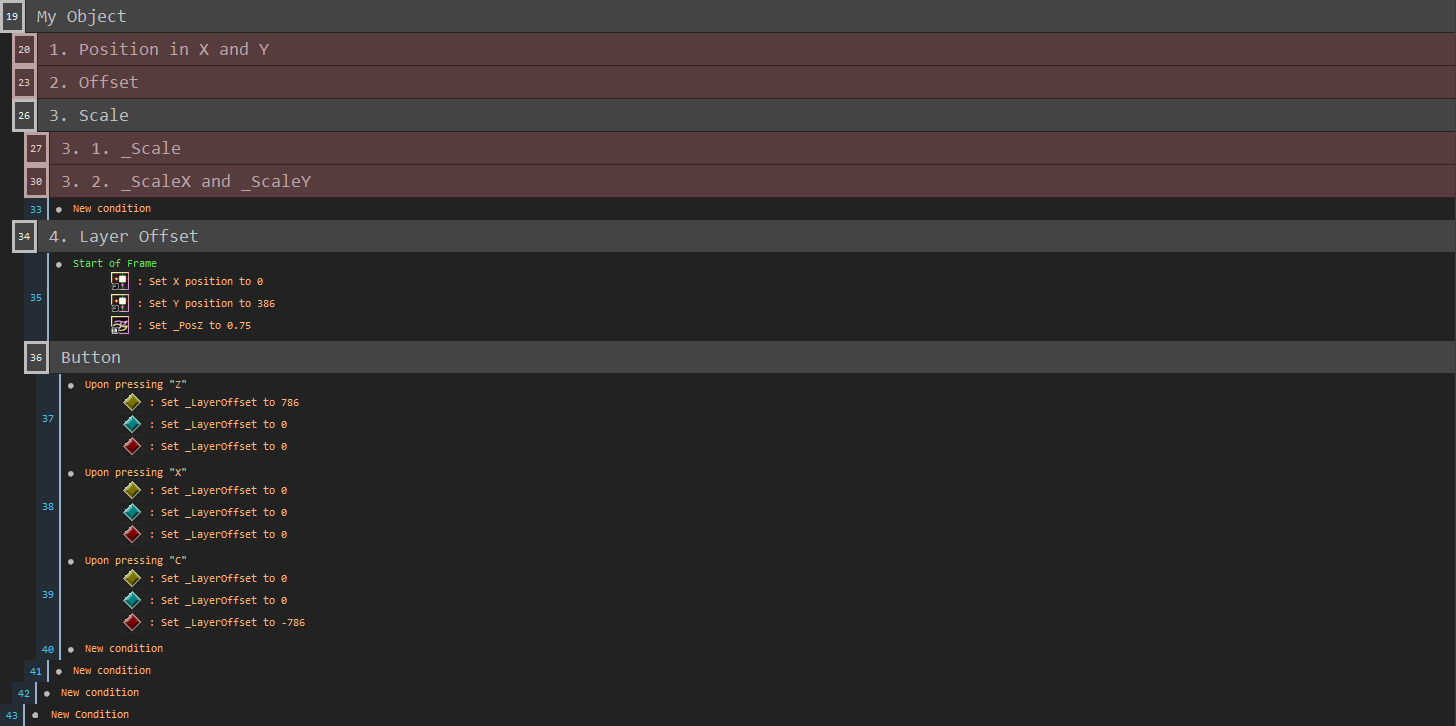 19 My Object
20 1. Position in X and Y
23 2. Offset
26 3. Scale
27 3. 1. _Scale
30 3. 2. _ScaleX and _ScaleY
33 New condition
34 4. Layer Offset
Start of Frame
: Set X position to 0
35 : Set Y position to 386
: Set _PosZ to 0.75
36 Button
Upon pressing "Z"
: Set _LayerOffset to 786
37 : Set _LayerOffset to 0
: Set _LayerOffset to 0
Upon pressing "X"
: Set _LayerOffset to 0
38 : Set _LayerOffset to 0
: Set _LayerOffset to 0
Upon pressing "C"
: Set _LayerOffset to 0
39 : Set _LayerOffset to 0
: Set _LayerOffset to -786
40 New condition
41 New condition
42 New condition
43 New Condition